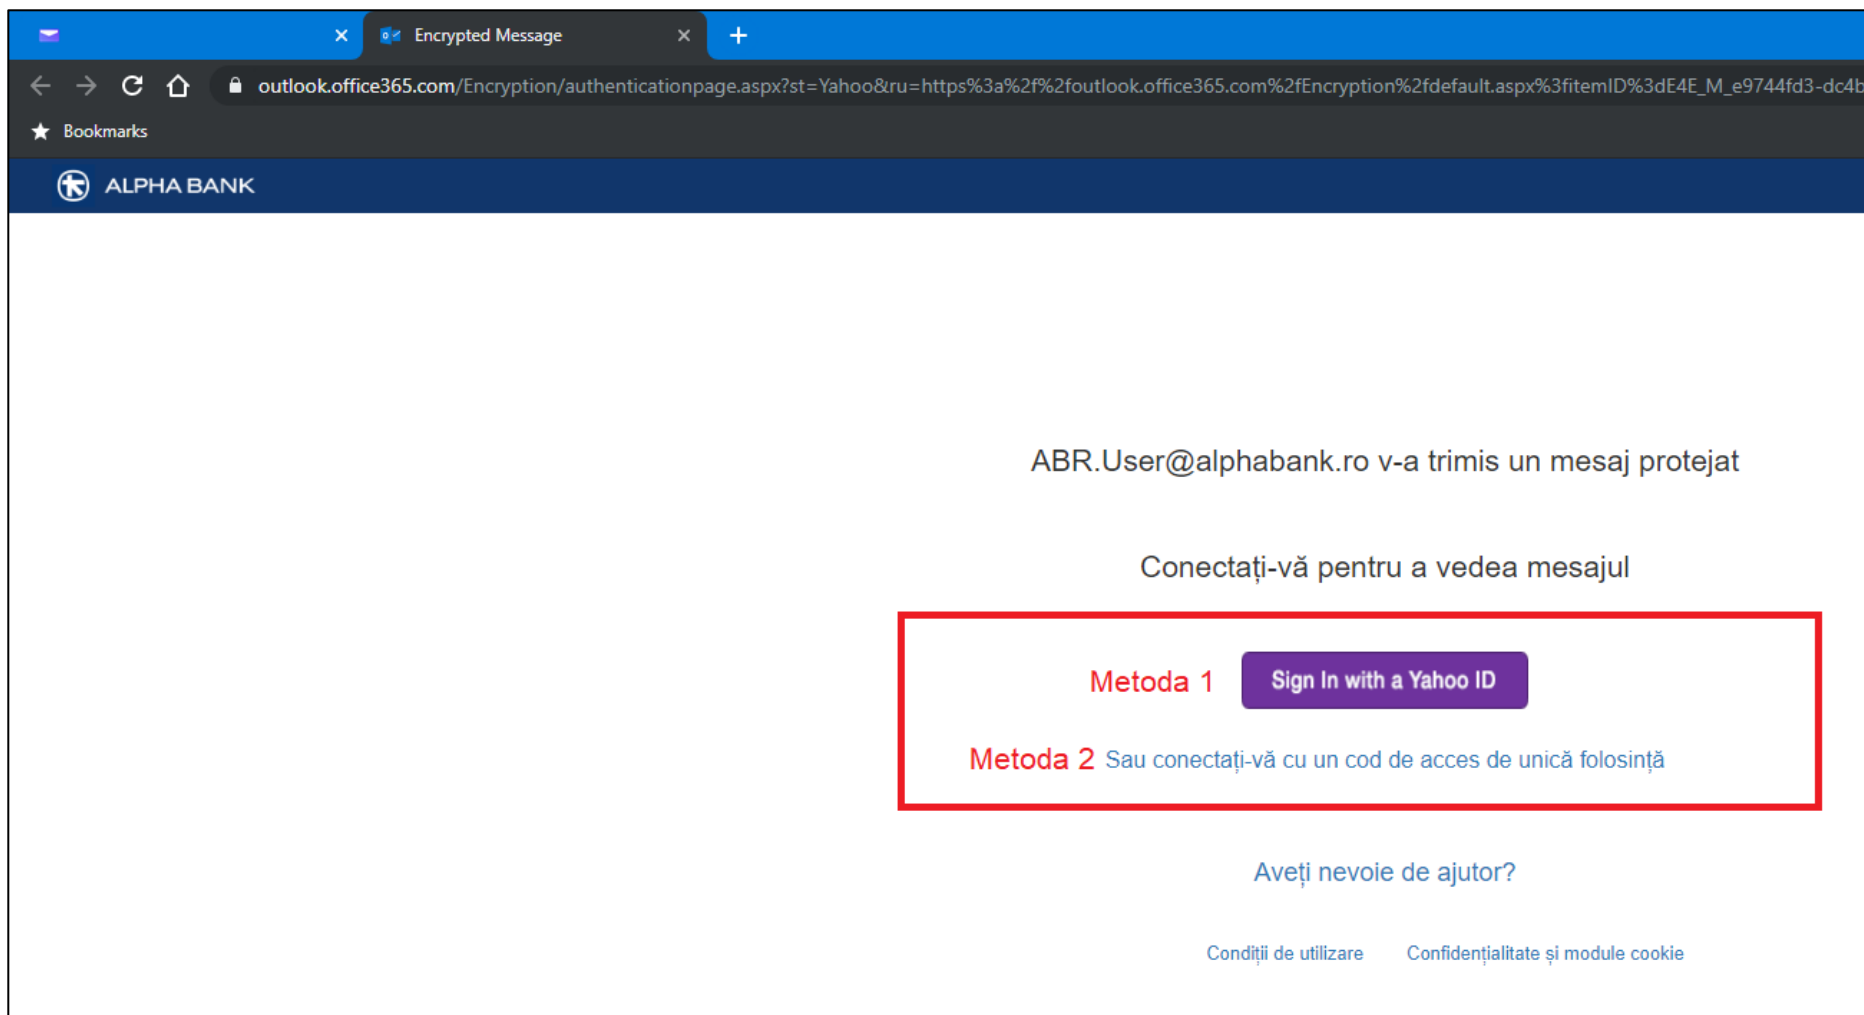 Encrypted Message
outlook.office365.com/Encryption/authenticationpage.aspx?st=Yahoo&ru=https%3a%2f%2foutlook.office365.com%2fEncryption%2fdefault.aspx%3fitemID%3dE4E_M_e9744fd3-dc4b
Bookmarks
ALPHA BANK
ABR.User@alphabank.ro v-a trimis un mesaj protejat
Conectați-vă pentru a vedea mesajul
Metoda 1 Sign In with a Yahoo ID
Metoda 2 Sau conectați-vă cu un cod de acces de unică folosință
Aveți nevoie de ajutor?
Condiții de utilizare Confidențialitate și module cookie